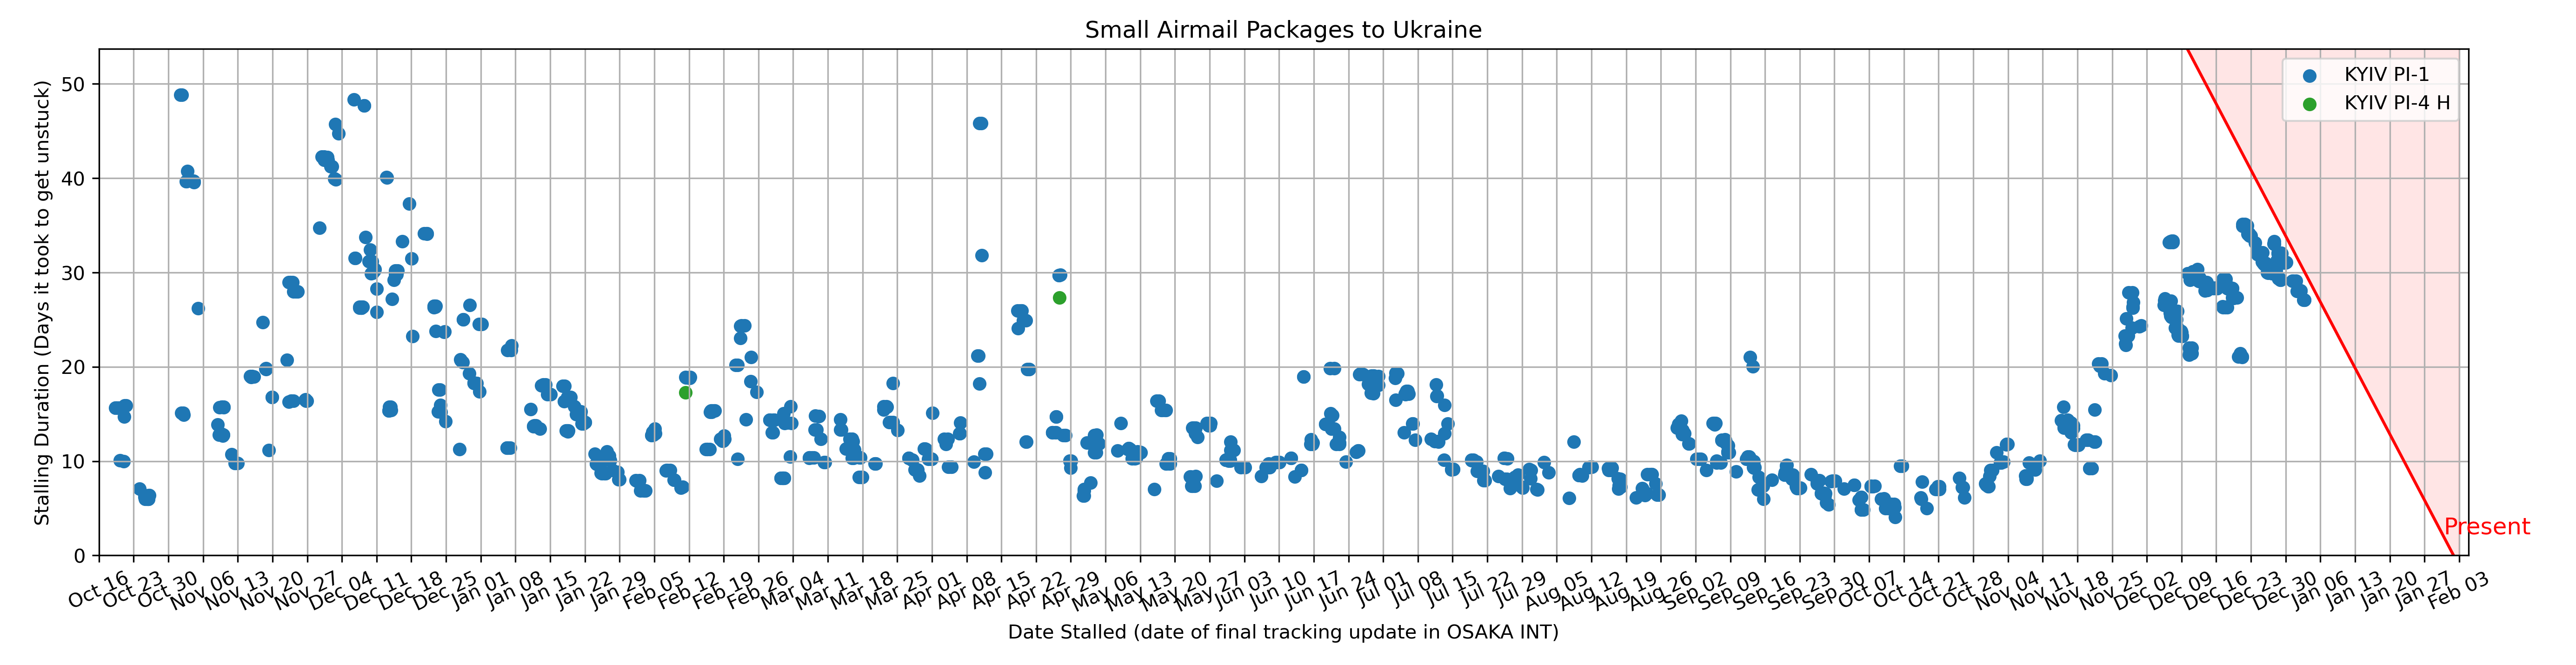 Small Airmail Packages to Ukraine
KYIV PI-1
KYIV PI-4 H
Stalling Duration (Days it took to get unstuck)
50
40
30
20
10
0
Present
Oct 16
Oct 23
Oct 30
Nov 06
Nov 13
Nov 20
Nov 27
Dec 04
Dec 11
Dec 18
Dec 25
Jan 01
Jan 08
Jan 15
Jan 22
Jan 29
Feb 05
Feb 12
Feb 19
Feb 26
Mar 04
Mar 11
Mar 18
Mar 25
Apr 01
Apr 08
Apr 15
Apr 22
Apr 29
May 06
May 13
May 20
May 27
Jun 03
Jun 10
Jun 17
Jun 24
Jul 01
Jul 08
Jul 15
Jul 22
Jul 29
Aug 05
Aug 12
Aug 19
Aug 26
Sep 02
Sep 09
Sep 16
Sep 23
Sep 30
Oct 07
Oct 14
Oct 21
Oct 28
Nov 04
Nov 11
Nov 18
Nov 25
Dec 02
Dec 09
Dec 16
Dec 23
Dec 30
Jan 06
Jan 13
Jan 20
Jan 27
Feb 03
Date Stalled (date of final tracking update in OSAKA INT)